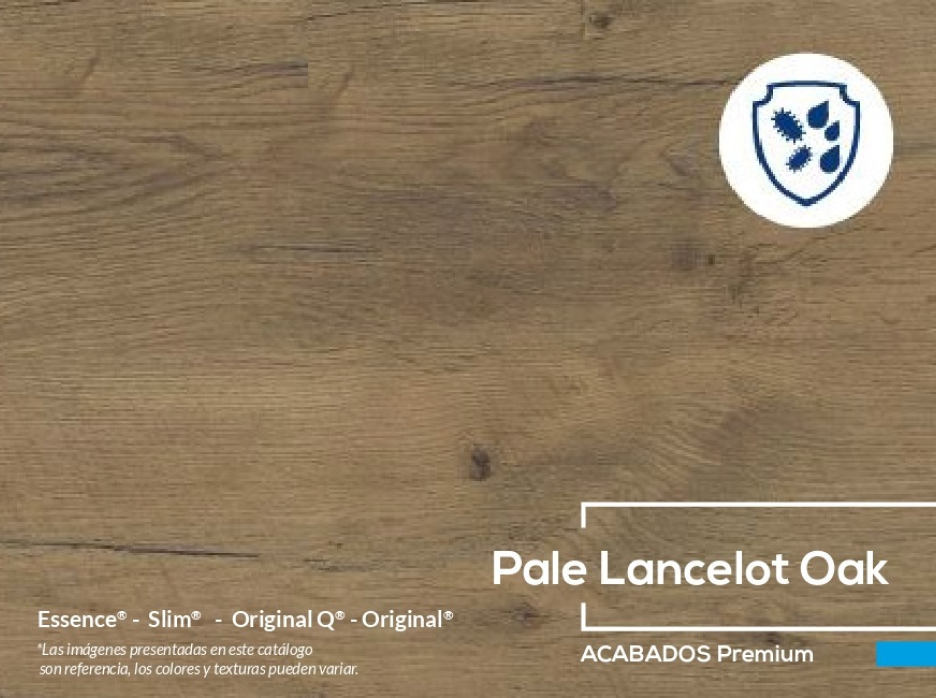 Pale Lancelot Oak
Essence® - Slim® - Original Q® - Original®
*Las imágenes presentadas en este catálogo
son referencia, los colores y texturas pueden variar.
ACABADOS Premium